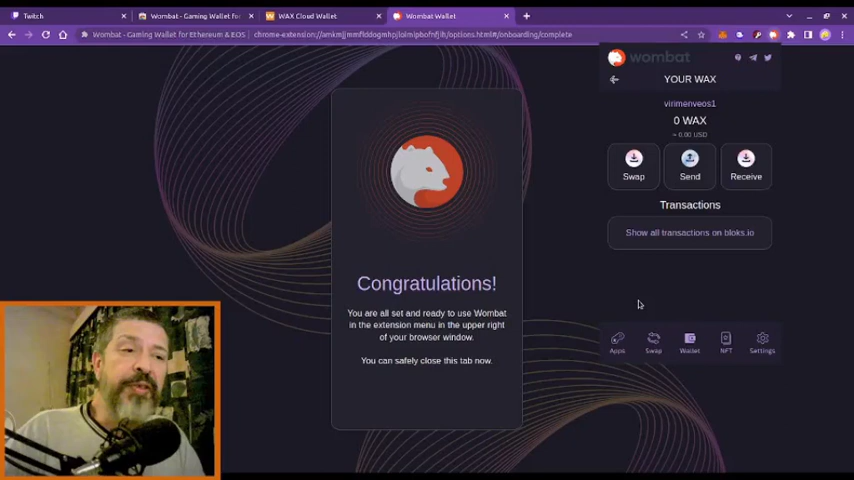 Twitch
Wombat - Gaming Wallet for
WAX Cloud Wallet
Wombat Wallet
Wombat - Gaming Wallet for Ethereum & EOS
wombat
YOUR WAX
virimenveos1
0 WAX
~ 0.00 USD
Swap
Send
Receive
Transactions
Show all transactions on bloks.io
Congratulations!
You are all set and ready to use Wombat
in the extension menu in the upper right
of your browser window.
You can safely close this tab now.
Apps
Swap
Wallet
NFT
Settings